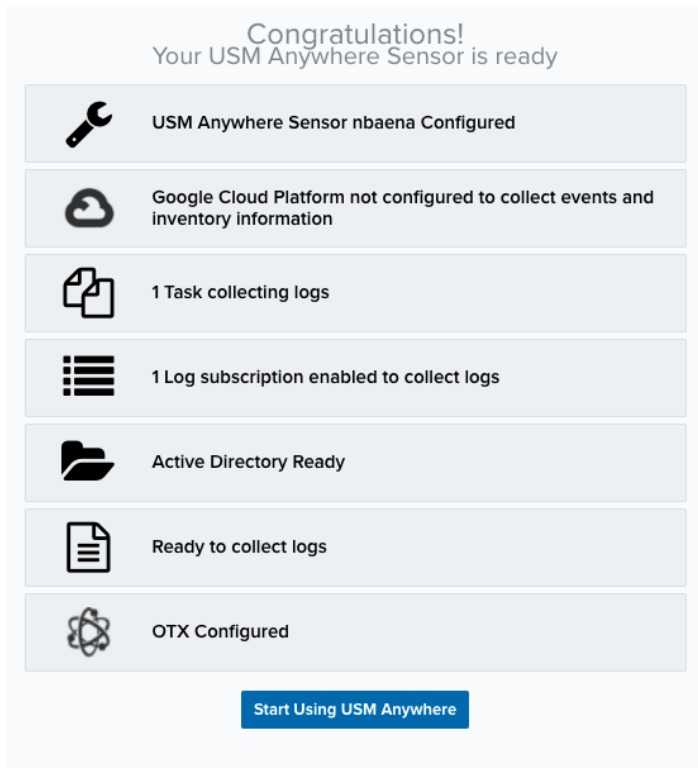 Congratulations!
Your USM Anywhere Sensor is ready
USM Anywhere Sensor nbaena Configured
Google Cloud Platform not configured to collect events and
inventory information
1 Task collecting logs
1 Log subscription enabled to collect logs
Active Directory Ready
Ready to collect logs
OTX Configured
Start Using USM Anywhere